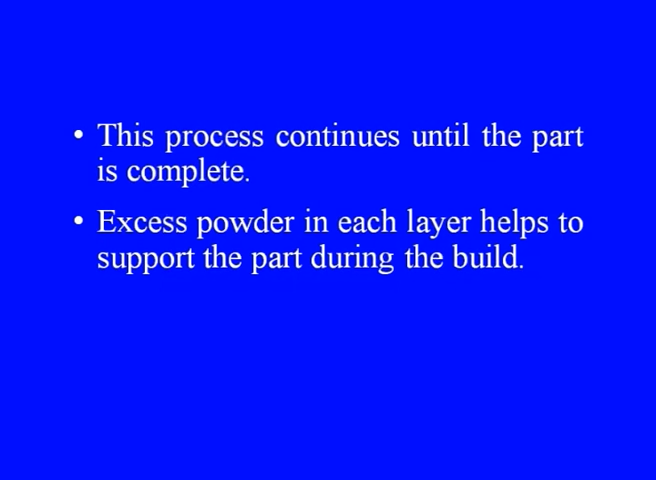 • This process continues until the part
is complete.
• Excess powder in each layer helps to
support the part during the build.